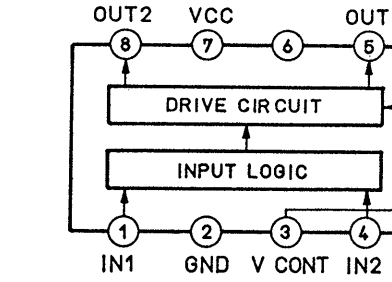 OUT2 VCC OUT
8 7 6 5
DRIVE CIRCUIT
INPUT LOGIC
1 2 3 4
IN1 GND V CONT IN2